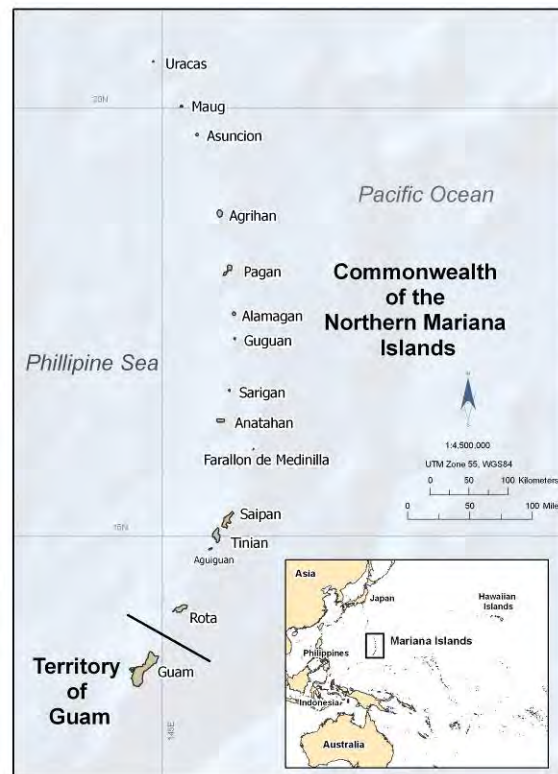 Uracas
20N
Maug
Asuncion
Pacific Ocean
Agrihan
Pagan
Commonwealth
of the
Northern Mariana
Islands
Alamagan
Guguan
Phillipine Sea
N
Sarigan
Anatahan
1:4,500,000
Farallon de Medinilla
UTM Zone 55, WGS84
0 50 100 Kilometers
0 50 100 Mile
Saipan
15N
Tinian
Aguiguan
Rota
Territory
of
Guam
Guam
145E
Asia
Japan
Hawaiian
Islands
Mariana Islands
Philippines
Indonesia
Australia